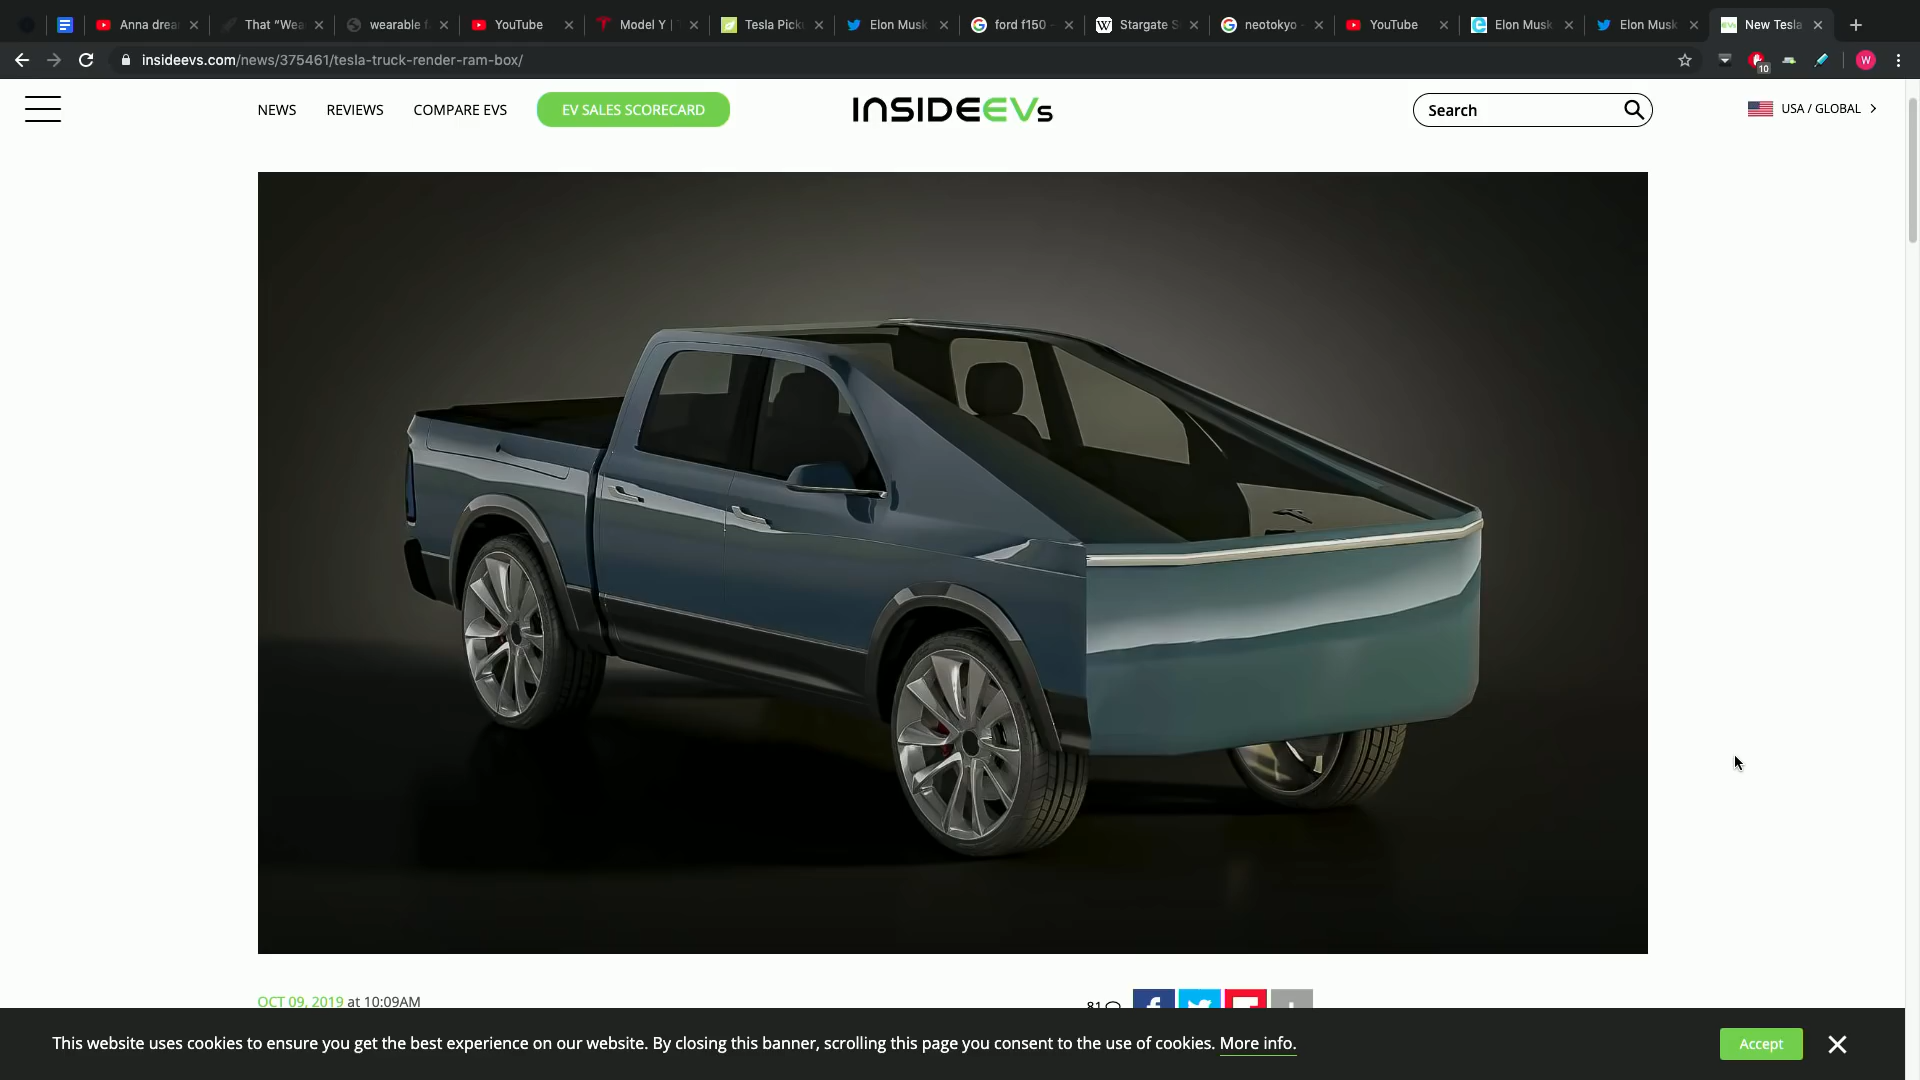 Anna drea
That “Wea
wearable f
YouTube
Model Y | T
Tesla Pick
Elon Musk
ford f150 -
Stargate S
neotokyo -
YouTube
Elon Musk
Elon Musk
New Tesla
insideevs.com/news/375461/tesla-truck-render-ram-box/
10
W
NEWS
REVIEWS
COMPARE EVS
EV SALES SCORECARD
INSIDEEVs
Search
USA / GLOBAL
OCT 09, 2019 at 10:09AM
81
This website uses cookies to ensure you get the best experience on our website. By closing this banner, scrolling this page you consent to the use of cookies. More info.
Accept